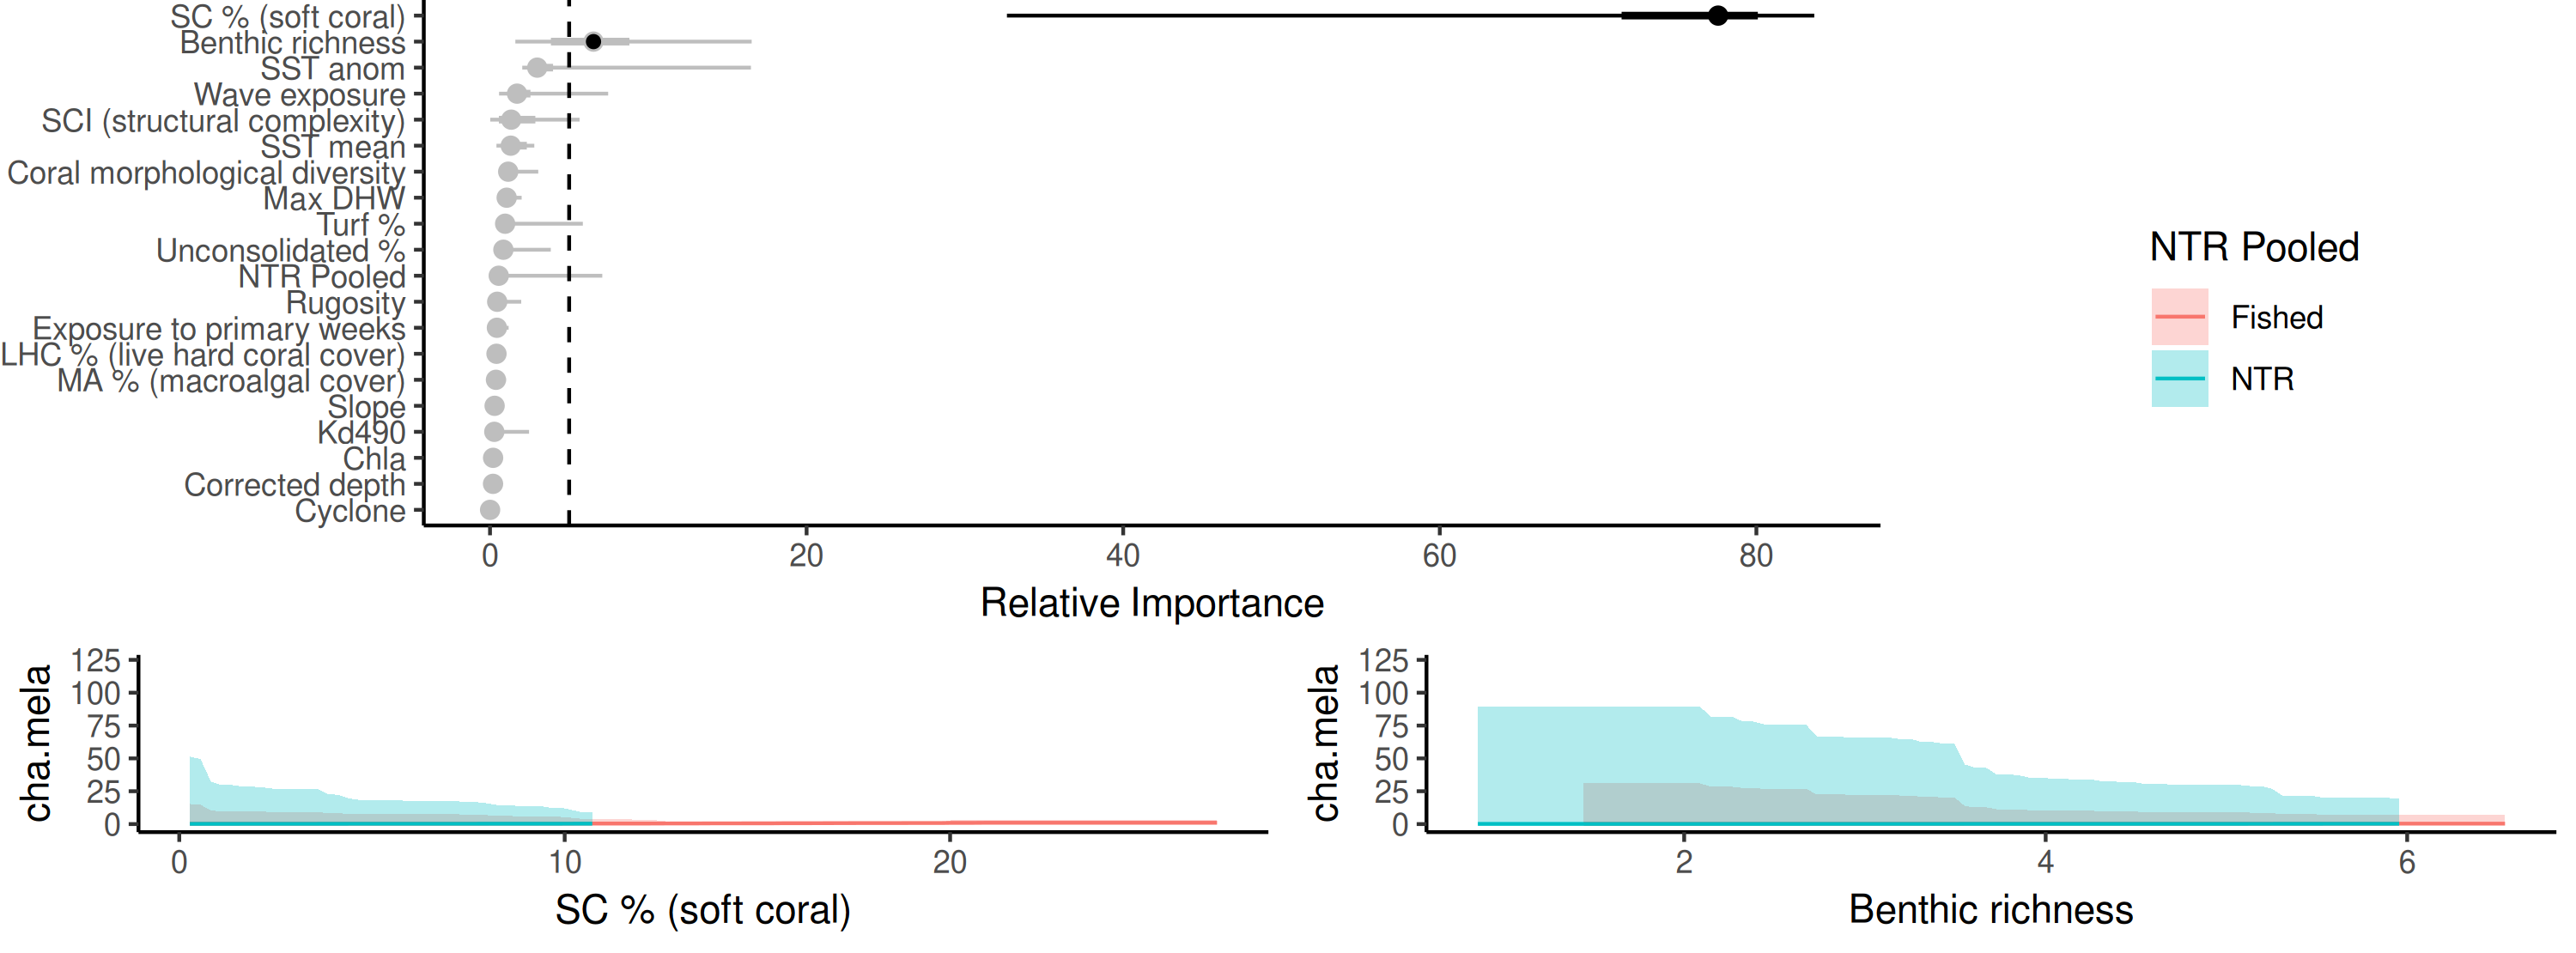 SC % (soft coral)
Benthic richness
SST anom
Wave exposure
SCI (structural complexity)
SST mean
Coral morphological diversity
Max DHW
Turf %
Unconsolidated %
NTR Pooled
Rugosity
Exposure to primary weeks
LHC % (live hard coral cover)
MA % (macroalgal cover)
Slope
Kd490
Chla
Corrected depth
Cyclone
0 20 40 60 80
Relative Importance
NTR Pooled
Fished
NTR
cha.mela
125
100
75
50
25
0
0 10 20
SC % (soft coral)
cha.mela
125
100
75
50
25
0
2 4 6
Benthic richness